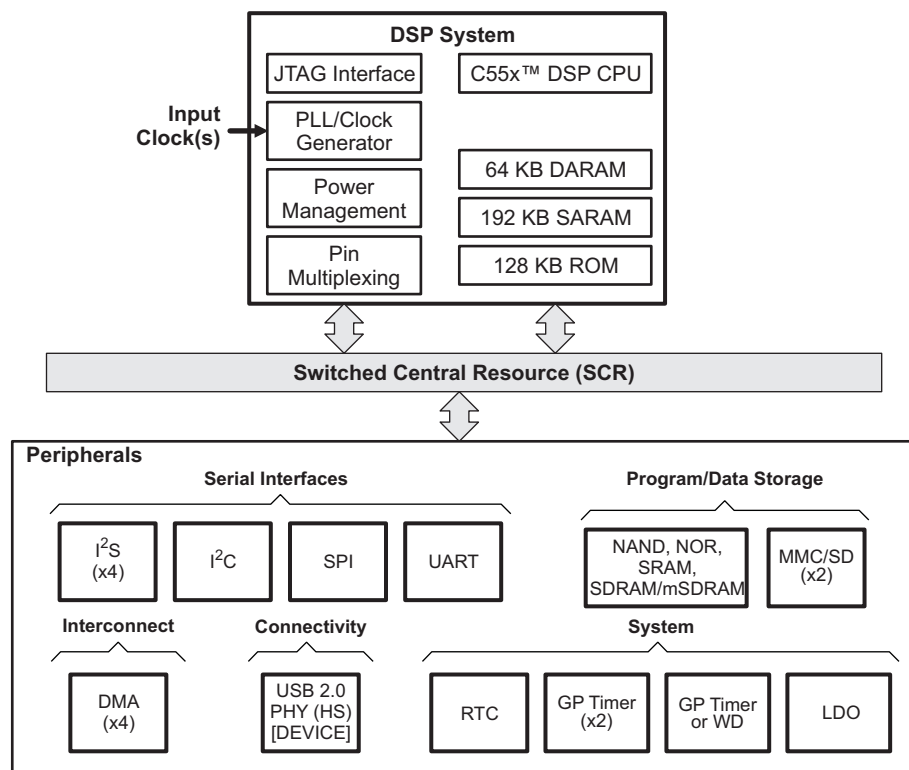 DSP System
JTAG Interface
C55x™ DSP CPU
Input
Clock(s)
PLL/Clock
Generator
64 KB DARAM
Power
Management
192 KB SARAM
Pin
Multiplexing
128 KB ROM
Switched Central Resource (SCR)
Peripherals
Serial Interfaces
Program/Data Storage
I²S
(x4)
I²C
SPI
UART
NAND, NOR,
SRAM,
SDRAM/mSDRAM
MMC/SD
(x2)
Interconnect
Connectivity
System
DMA
(x4)
USB 2.0
PHY (HS)
[DEVICE]
RTC
GP Timer
(x2)
GP Timer
or WD
LDO